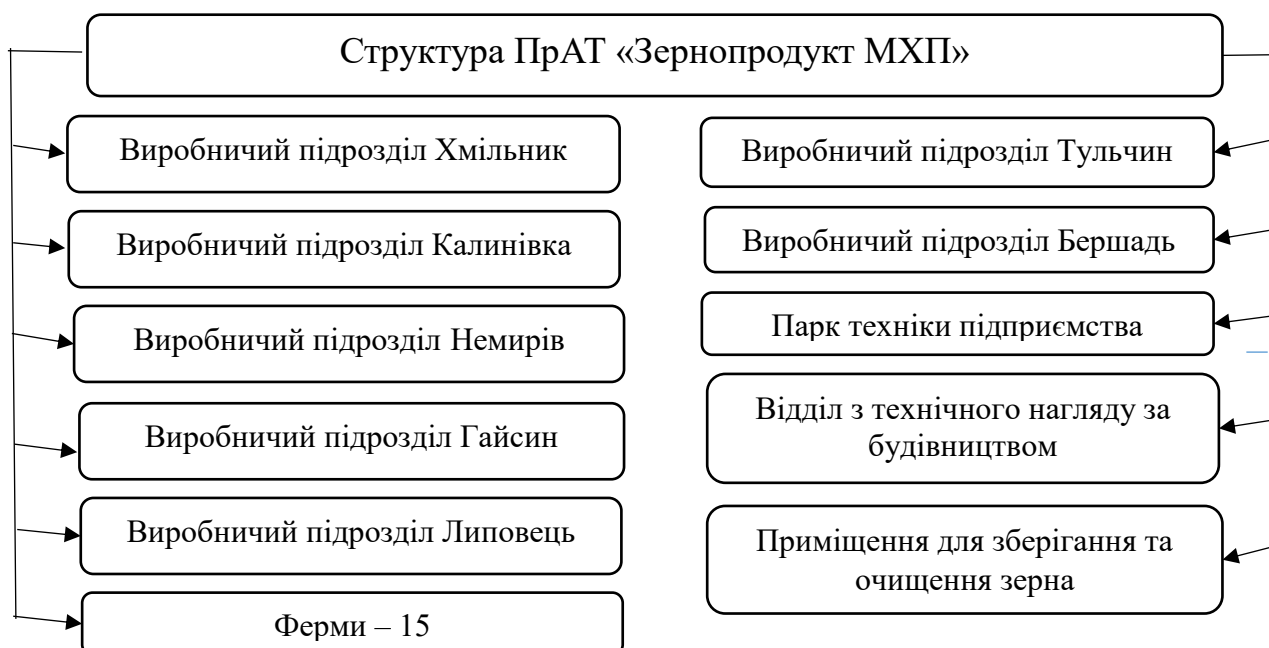 Структура ПрАТ «Зернопродукт МХП»
Виробничий підрозділ Хмільник
Виробничий підрозділ Калинівка
Виробничий підрозділ Немирів
Виробничий підрозділ Гайсин
Виробничий підрозділ Липовець
Ферми – 15
Виробничий підрозділ Тульчин
Виробничий підрозділ Бершадь
Парк техніки підприємства
Відділ з технічного нагляду за
будівництвом
Приміщення для зберігання та
очищення зерна